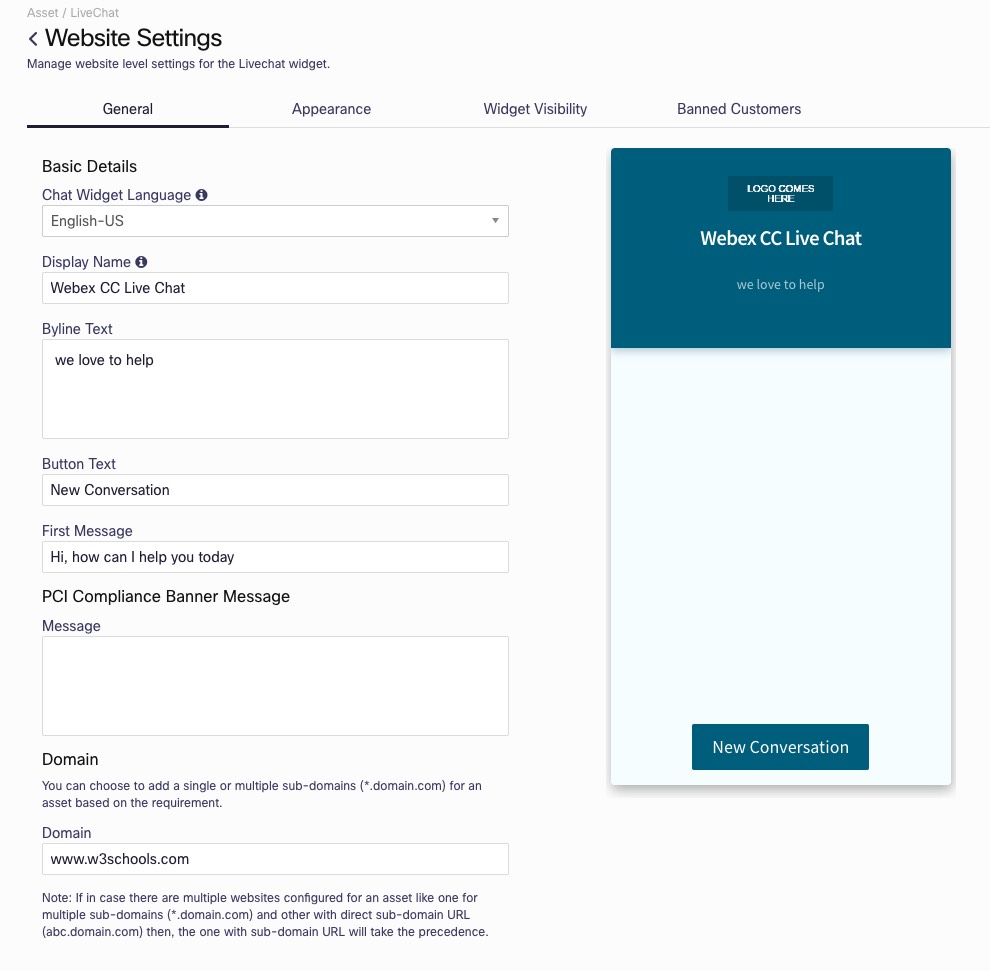 Asset / LiveChat
Website Settings
Manage website level settings for the Livechat widget.
General Appearance Widget Visibility Banned Customers
Basic Details
Chat Widget Language
English-US
Display Name
Webex CC Live Chat
Byline Text
we love to help
Button Text
New Conversation
First Message
Hi, how can I help you today
PCI Compliance Banner Message
Message
Domain
You can choose to add a single or multiple sub-domains (*.domain.com) for an
asset based on the requirement.
Domain
www.w3schools.com
Note: If in case there are multiple websites configured for an asset like one for
multiple sub-domains (*.domain.com) and other with direct sub-domain URL
(abc.domain.com) then, the one with sub-domain URL will take the precedence.
LOGO COMES
HERE
Webex CC Live Chat
we love to help
New Conversation